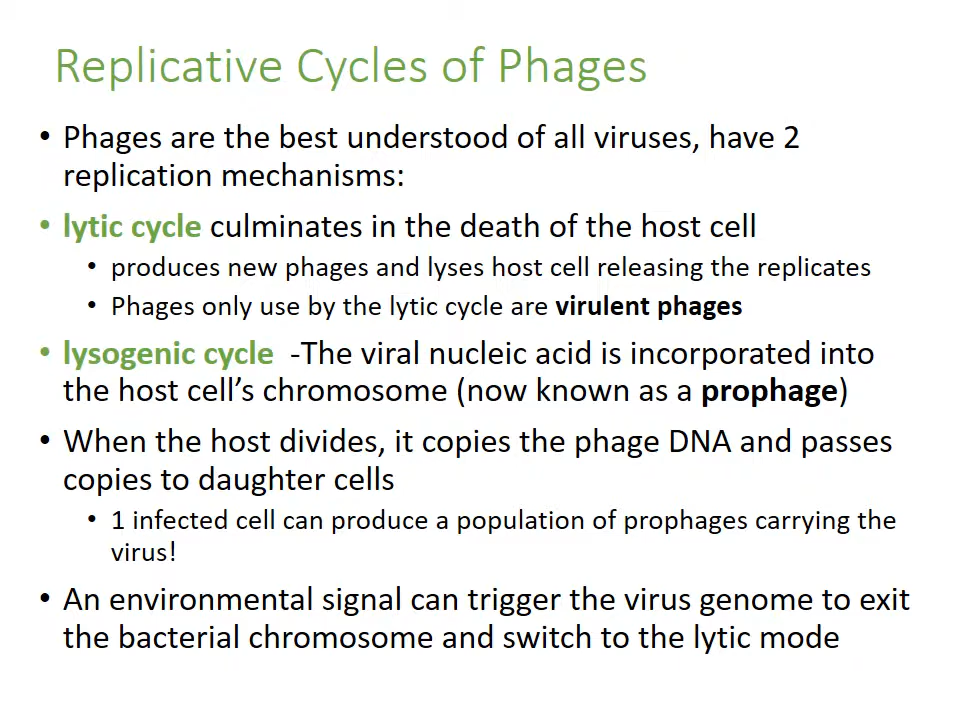 Replicative Cycles of Phages
• Phages are the best understood of all viruses, have 2
replication mechanisms:
• lytic cycle culminates in the death of the host cell
• produces new phages and lyses host cell releasing the replicates
• Phages only use by the lytic cycle are virulent phages
• lysogenic cycle -The viral nucleic acid is incorporated into
the host cell’s chromosome (now known as a prophage)
• When the host divides, it copies the phage DNA and passes
copies to daughter cells
• 1 infected cell can produce a population of prophages carrying the
virus!
• An environmental signal can trigger the virus genome to exit
the bacterial chromosome and switch to the lytic mode